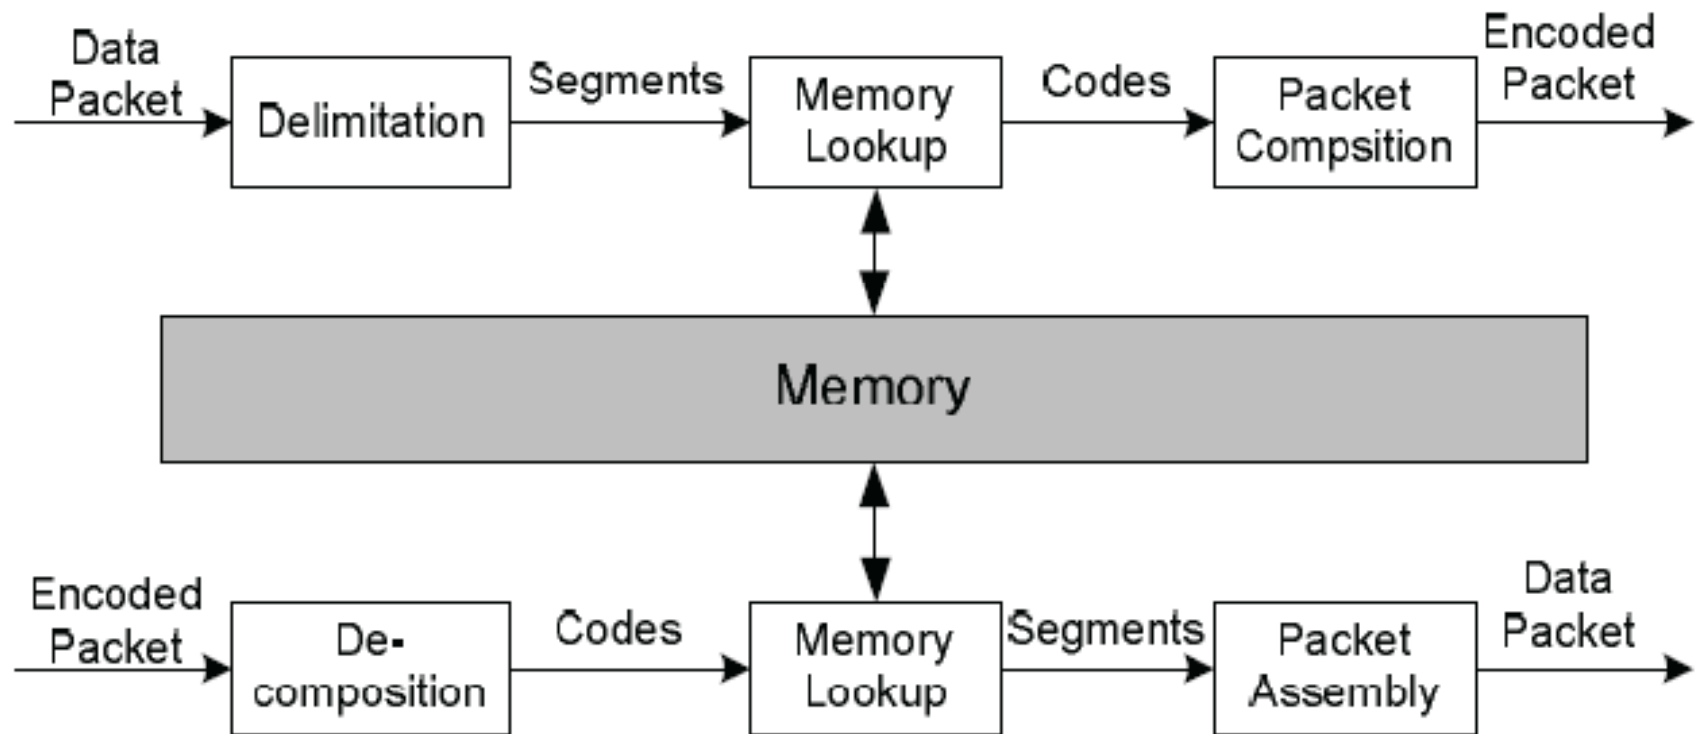 Data
Packet
Delimitation
Segments
Memory
Lookup
Codes
Packet
Compsition
Encoded
Packet
Memory
Encoded
Packet
De-
composition
Codes
Memory
Lookup
Segments
Packet
Assembly
Data
Packet